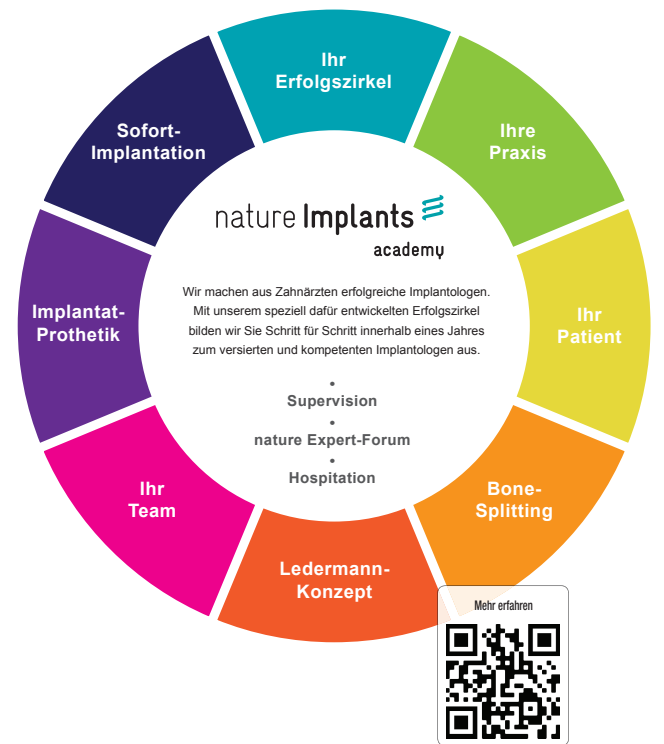 Ihr
Erfolgszirkel
Ihre
Praxis
Ihr
Patient
Bone-
Splitting
Ledermann-
Konzept
Ihr
Team
Implantat-
Prothetik
Sofort-
Implantation
nature Implants
academy
Wir machen aus Zahnärzten erfolgreiche Implantologen.
Mit unserem speziell dafür entwickelten Erfolgszirkel
bilden wir Sie Schritt für Schritt innerhalb eines Jahres
zum versierten und kompetenten Implantologen aus.
•
Supervision
•
nature Expert-Forum
•
Hospitation
Mehr erfahren